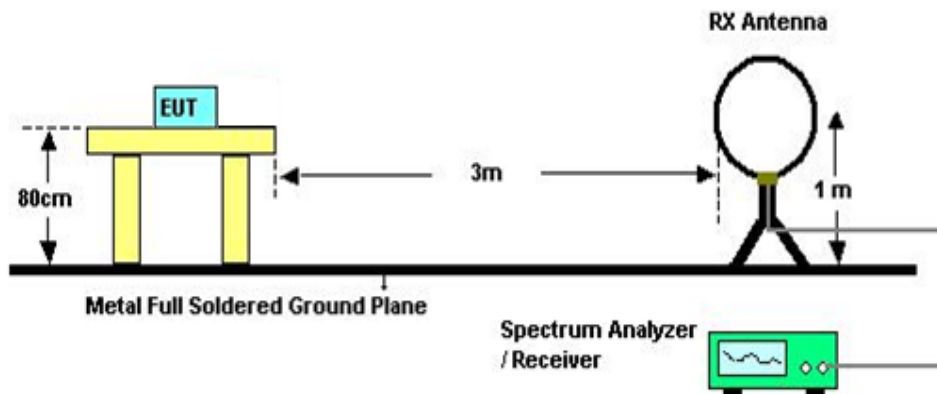 RX Antenna
EUT
3m
80cm
1 m
Metal Full Soldered Ground Plane
Spectrum Analyzer
/ Receiver